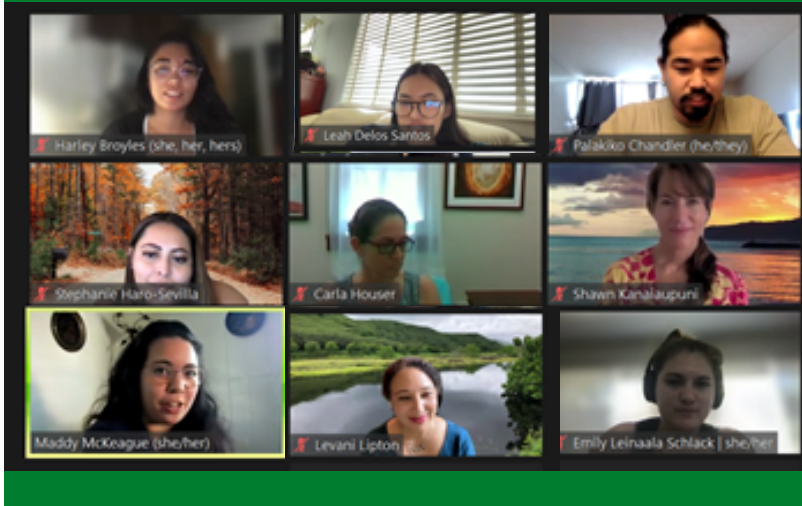 Harley Broyles (she, her, hers)
Leah Delos Santos
Palakiko Chandler (he/they)
Stephanie Haro-Sevilla
Carla Houser
Shawn Kanaiaupuni
Maddy McKeague (she/her)
Levani Lipton
Emily Leinaala Schlack | she/her